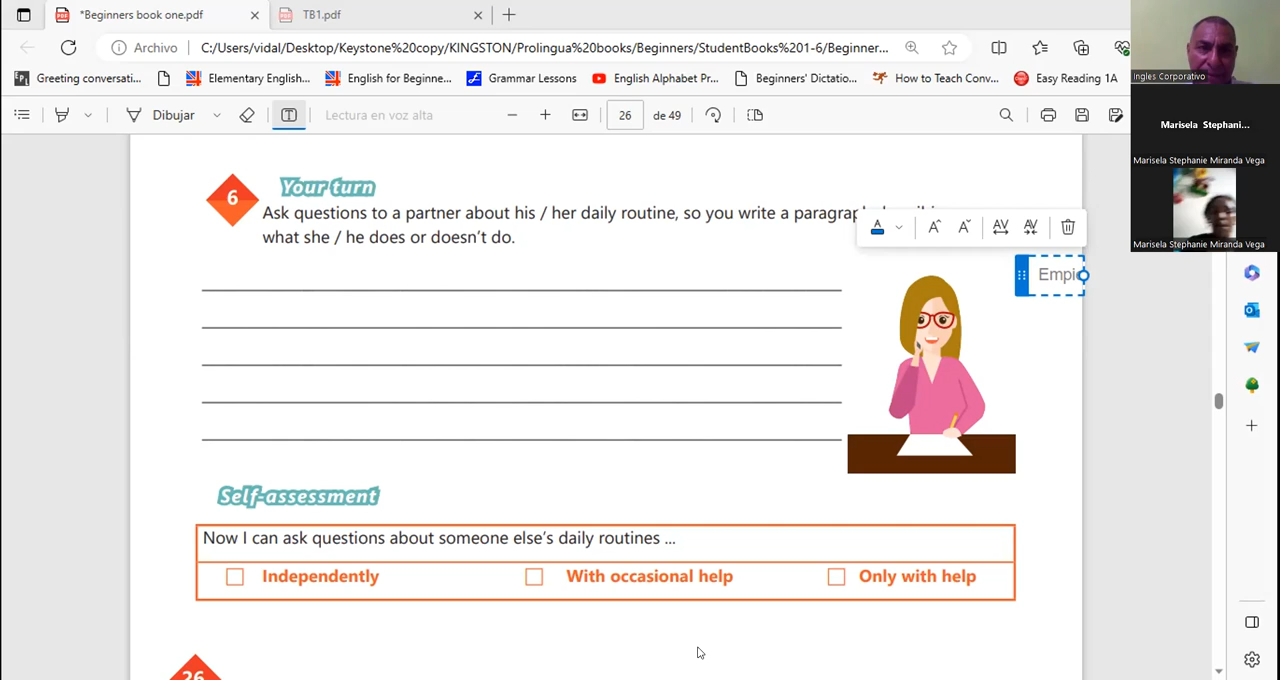 *Beginners book one.pdf
TB1.pdf
Archivo
C:/Users/vidal/Desktop/Keystone%20copy/KINGSTON/Prolingua%20books/Beginners/StudentBooks%201-6/Beginner...
Greeting conversati...
Elementary English...
English for Beginne...
Grammar Lessons
English Alphabet Pr...
Beginners' Dictatio...
How to Teach Conv...
Easy Reading 1A
Dibujar
Lectura en voz alta
26
de 49
Ingles Corporativo
Marisela Stephani...
Marisela Stephanie Miranda Vega
Marisela Stephanie Miranda Vega
6
Your turn
Ask questions to a partner about his / her daily routine, so you write a paragraph
what she / he does or doesn't do.
Empi
Self-assessment
Now I can ask questions about someone else's daily routines ...
Independently
With occasional help
Only with help
26